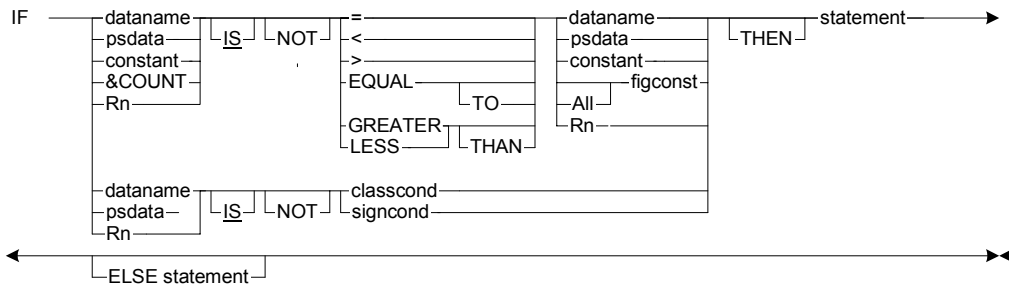 IF dataname IS NOT = dataname THEN statement
psdata < psdata
constant > constant
&COUNT EQUAL TO All figconst
Rn GREATER THAN Rn
LESS
dataname IS NOT classcond
psdata signcond
Rn
ELSE statement